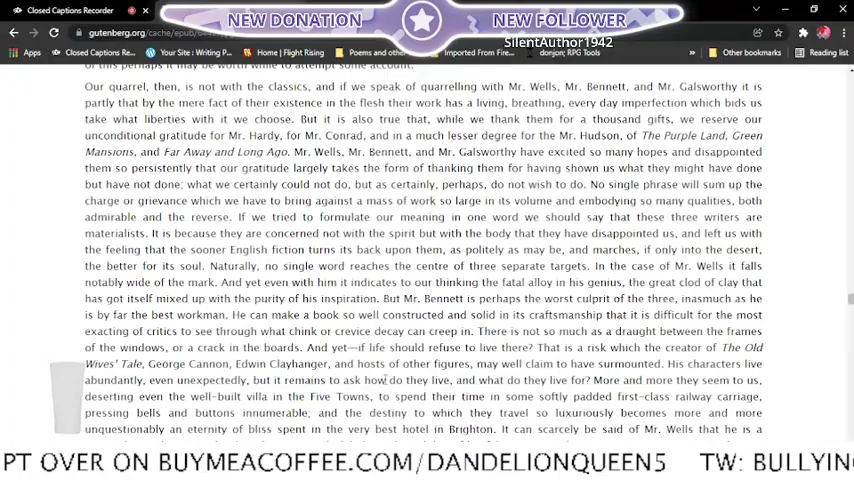 Closed Captions Recorder
NEW DONATION
NEW FOLLOWER
SilentAuthor1942
gutenberg.org/cache/epub/
Apps
Closed Captions Re...
Your Site : Writing P...
Home | Flight Rising
Poems and other
Imported From Fire...
donjon; RPG Tools
Other bookmarks
Reading list
of this perhaps it may be worth while to attempt some account.
Our quarrel, then, is not with the classics, and if we speak of quarrelling with Mr. Wells, Mr. Bennett, and Mr. Galsworthy it is
partly that by the mere fact of their existence in the flesh their work has a living, breathing, every day imperfection which bids us
take what liberties with it we choose. But it is also true that, while we thank them for a thousand gifts, we reserve our
unconditional gratitude for Mr. Hardy, for Mr. Conrad, and in a much lesser degree for the Mr. Hudson, of The Purple Land, Green
Mansions, and Far Away and Long Ago. Mr. Wells, Mr. Bennett, and Mr. Galsworthy have excited so many hopes and disappointed
them so persistently that our gratitude largely takes the form of thanking them for having shown us what they might have done
but have not done; what we certainly could not do, but as certainly, perhaps, do not wish to do. No single phrase will sum up the
charge or grievance which we have to bring against a mass of work so large in its volume and embodying so many qualities, both
admirable and the reverse. If we tried to formulate our meaning in one word we should say that these three writers are
materialists. It is because they are concerned not with the spirit but with the body that they have disappointed us, and left us with
the feeling that the sooner English fiction turns its back upon them, as politely as may be, and marches, if only into the desert,
the better for its soul. Naturally, no single word reaches the centre of three separate targets. In the case of Mr. Wells it falls
notably wide of the mark. And yet even with him it indicates to our thinking the fatal alloy in his genius, the great clod of clay that
has got itself mixed up with the purity of his inspiration. But Mr. Bennett is perhaps the worst culprit of the three, inasmuch as he
is by far the best workman. He can make a book so well constructed and solid in its craftsmanship that it is difficult for the most
exacting of critics to see through what chink or crevice decay can creep in. There is not so much as a draught between the frames
of the windows, or a crack in the boards. And yet—if life should refuse to live there? That is a risk which the creator of The Old
Wives' Tale, George Cannon, Edwin Clayhanger, and hosts of other figures, may well claim to have surmounted. His characters live
abundantly, even unexpectedly, but it remains to ask how do they live, and what do they live for? More and more they seem to us,
deserting even the well-built villa in the Five Towns, to spend their time in some softly padded first-class railway carriage,
pressing bells and buttons innumerable; and the destiny to which they travel so luxuriously becomes more and more
unquestionably an eternity of bliss spent in the very best hotel in Brighton. It can scarcely be said of Mr. Wells that he is a
PT OVER ON BUYMEACOFFEE.COM/DANDELIONQUEEN5 TW: BULLYING